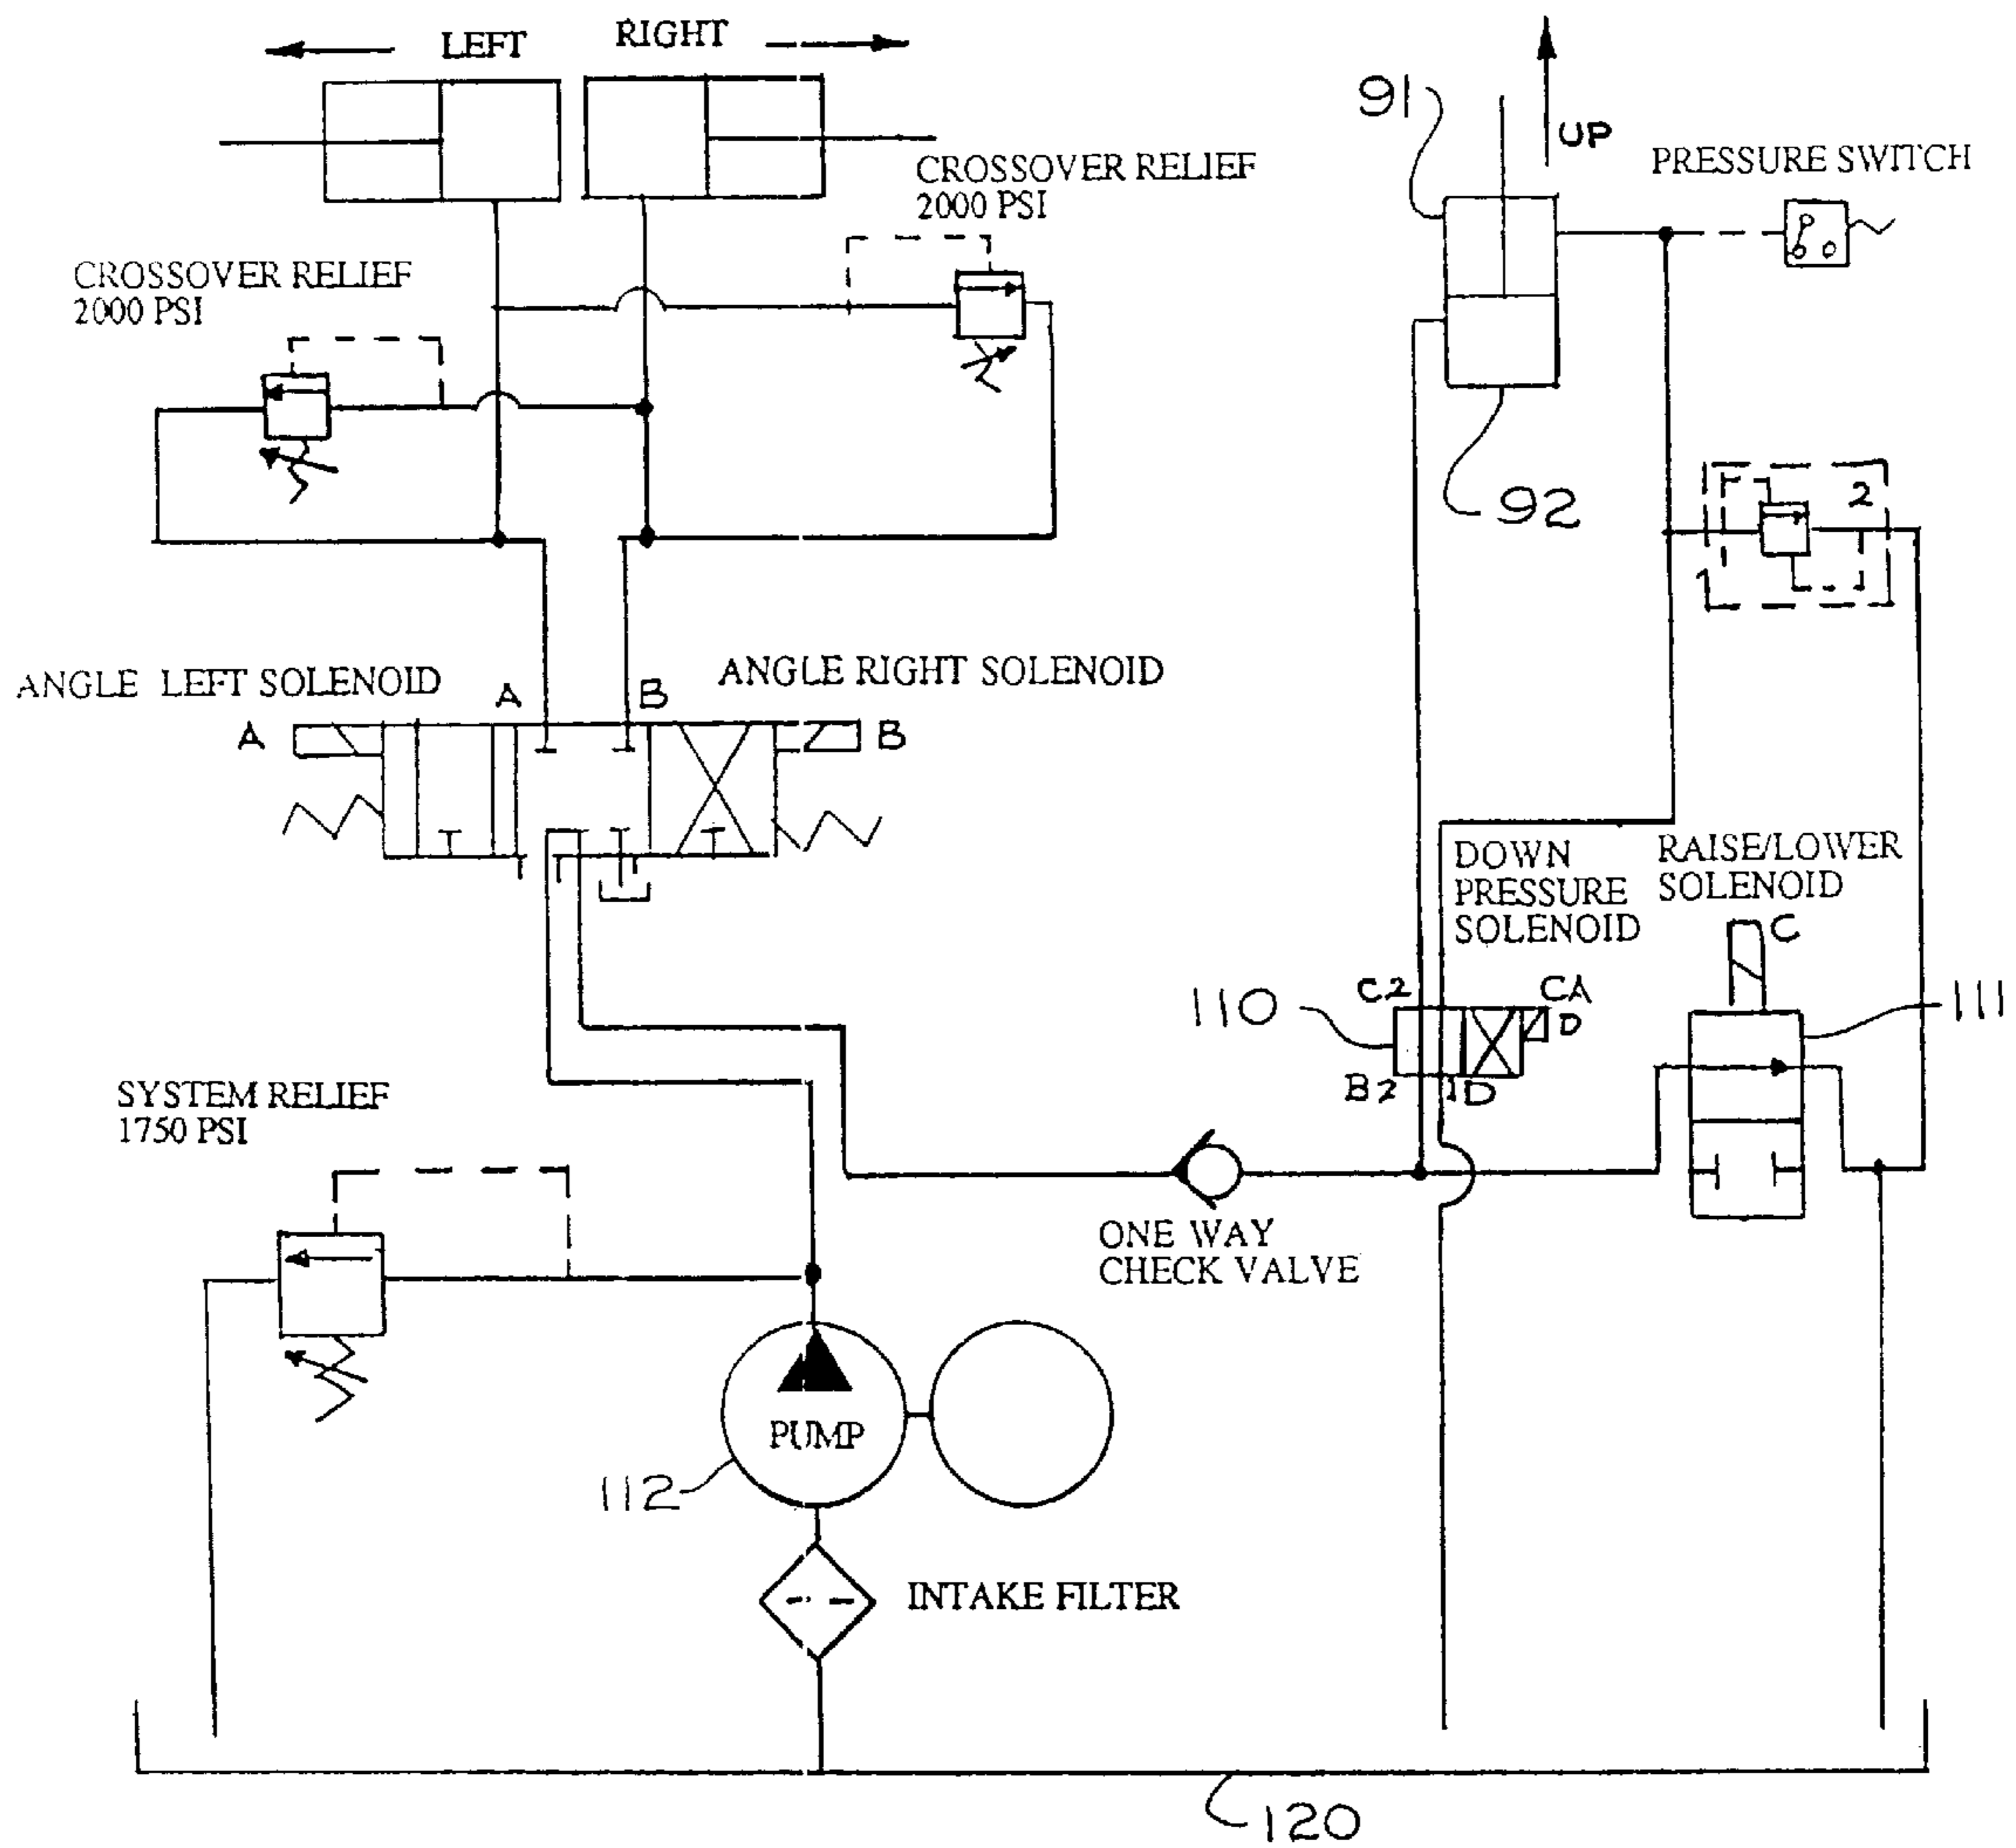 LEFT
RIGHT
91
UP
PRESSURE SWITCH
CROSSOVER RELIEF
2000 PSI
CROSSOVER RELIEF
2000 PSI
92
2
1
ANGLE LEFT SOLENOID
A
B
ANGLE RIGHT SOLENOID
A
B
DOWN
PRESSURE
SOLENOID
RAISE/LOWER
SOLENOID
C
110
C2
CA
D
111
B2
1D
SYSTEM RELIEF
1750 PSI
ONE WAY
CHECK VALVE
PUMP
112
INTAKE FILTER
120